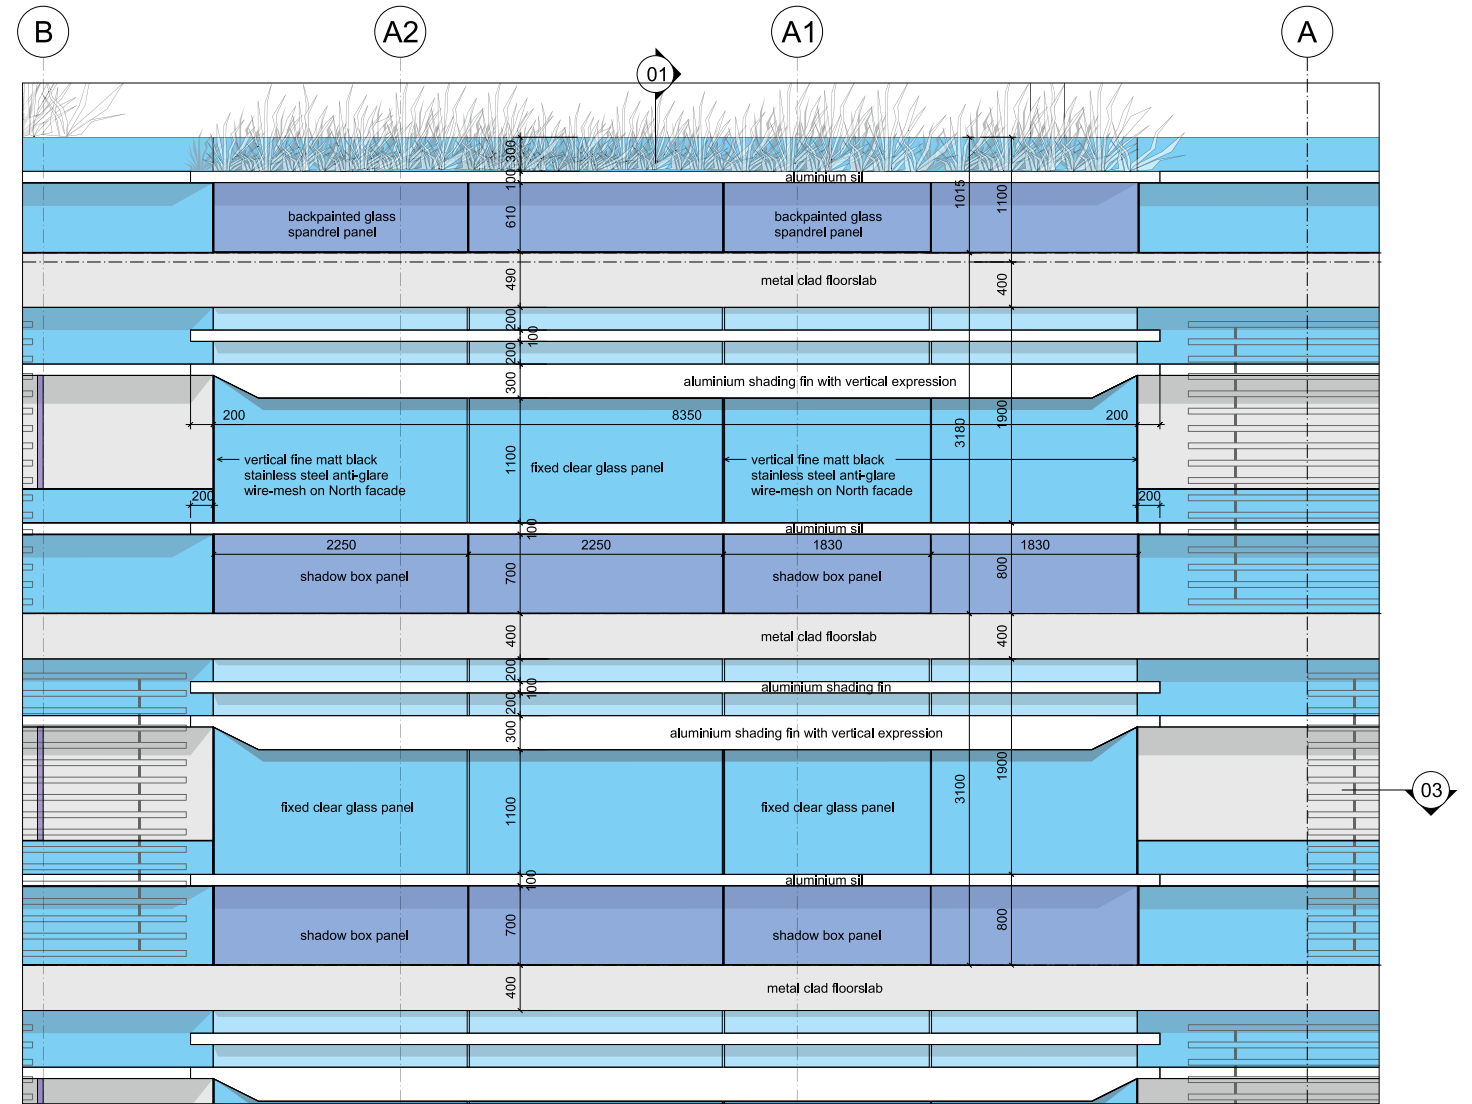 B A2 A1 A
01
300
aluminium sil
100
1015
1100
backpainted glass
spandrel panel
610
backpainted glass
spandrel panel
490
metal clad floorslab
400
200
100
200
300
aluminium shading fin with vertical expression
200
8350
1900
200
3180
vertical fine matt black
stainless steel anti-glare
wire-mesh on North facade
1100
fixed clear glass panel
vertical fine matt black
stainless steel anti-glare
wire-mesh on North facade
200
200
100
aluminium sil
2250
2250
1830
1830
shadow box panel
700
shadow box panel
800
400
metal clad floorslab
400
200
100
aluminium shading fin
200
300
aluminium shading fin with vertical expression
1900
3100
03
fixed clear glass panel
1100
fixed clear glass panel
100
aluminium sil
shadow box panel
700
shadow box panel
800
400
metal clad floorslab